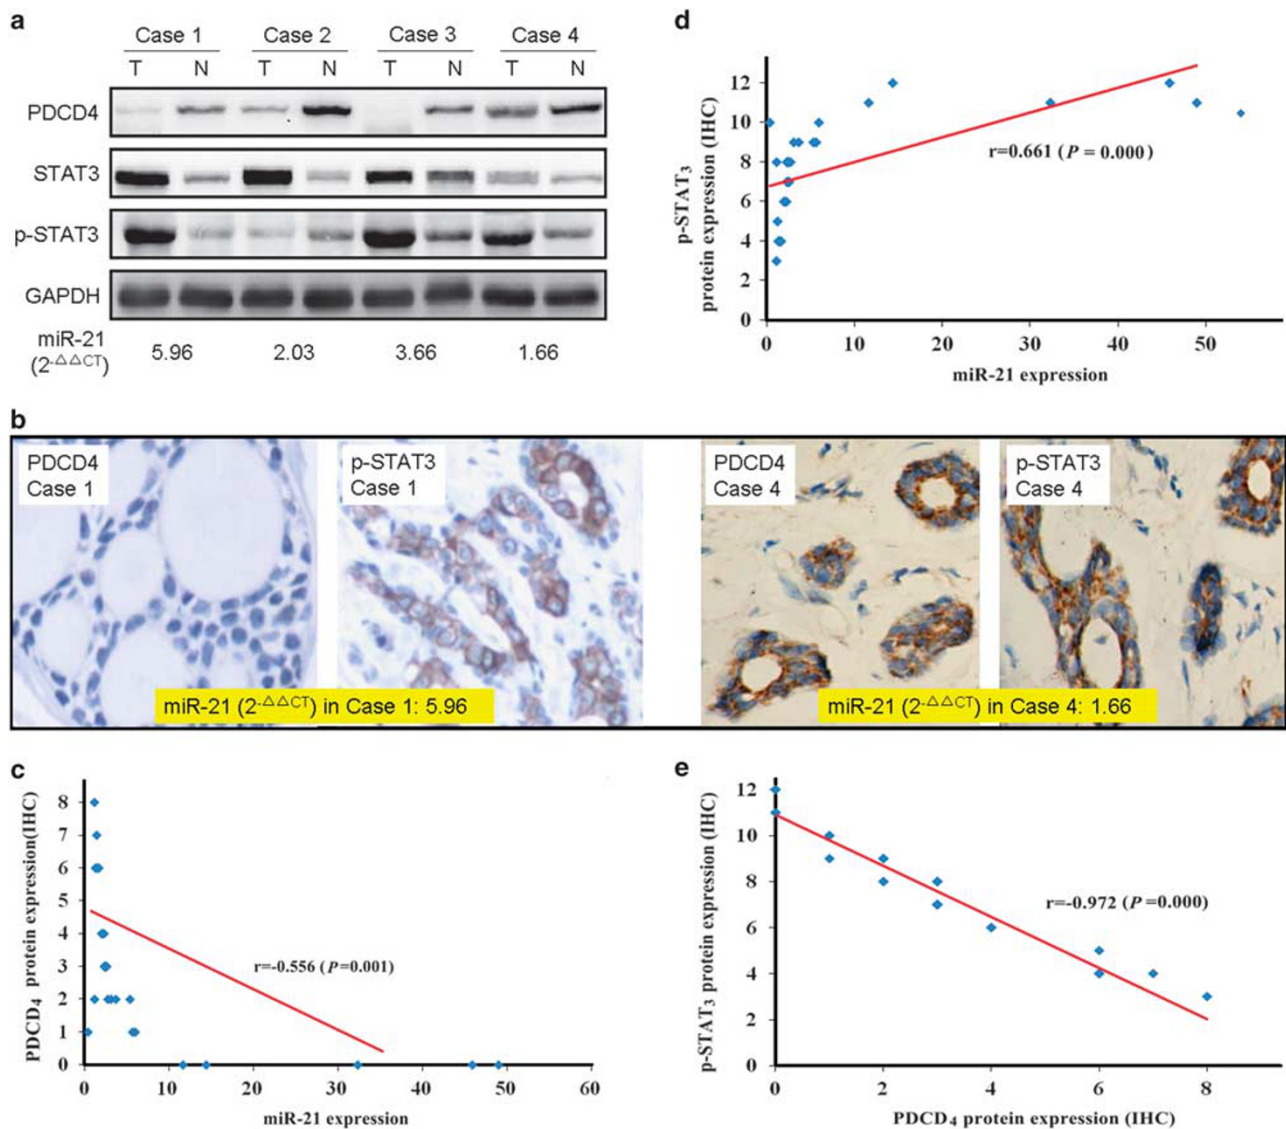 a
Case 1 Case 2 Case 3 Case 4
T N T N T N T N
PDCD4
STAT3
p-STAT3
GAPDH
miR-21
(2-△△CT)
5.96 2.03 3.66 1.66
d
p-STAT3
protein expression (IHC)
12
10
8
6
4
2
0
r=0.661 (P = 0.000)
0 10 20 30 40 50
miR-21 expression
b
PDCD4
Case 1
p-STAT3
Case 1
miR-21 (2-△△CT) in Case 1: 5.96
PDCD4
Case 4
p-STAT3
Case 4
miR-21 (2-△△CT) in Case 4: 1.66
c
PDCD4 protein expression(IHC)
8
7
6
5
4
3
2
1
0
r=-0.556 (P=0.001)
0 10 20 30 40 50 60
miR-21 expression
e
p-STAT3 protein expression (IHC)
12
10
8
6
4
2
0
r=-0.972 (P=0.000)
0 2 4 6 8
PDCD4 protein expression (IHC)